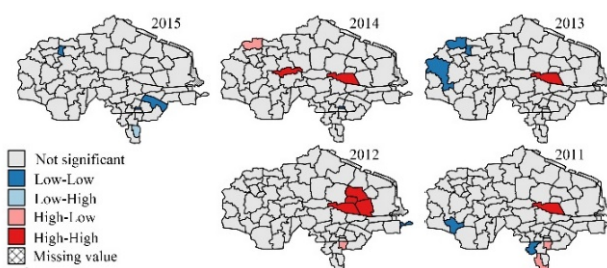 2015
2014
2013
2012
2011
Not significant
Low-Low
Low-High
High-Low
High-High
Missing value